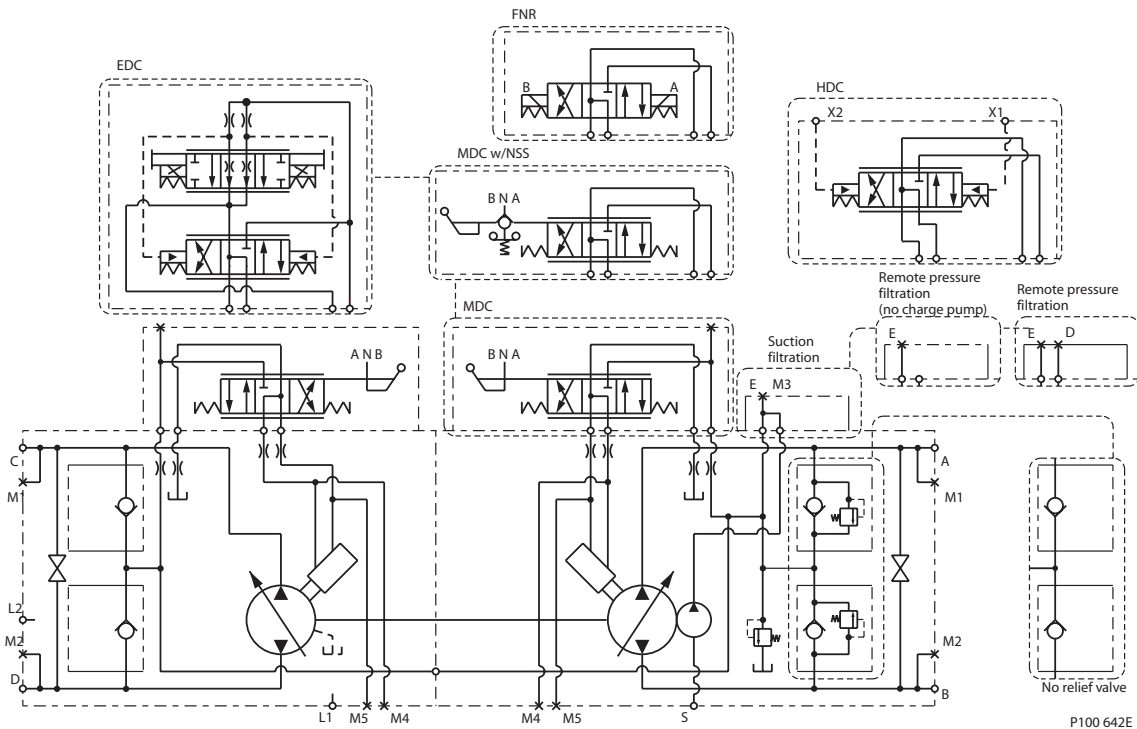 FNR
EDC
B
A
HDC
X2
X1
MDC w/NSS
B N A
Remote pressure
filtration
(no charge pump)
Remote pressure
filtration
MDC
Suction
filtration
E
E
D
A N B
B N A
E
M3
C
A
M1
M1
L2
M2
M2
D
B
L1
M5
M4
M4
M5
S
No relief valve
P100 642E